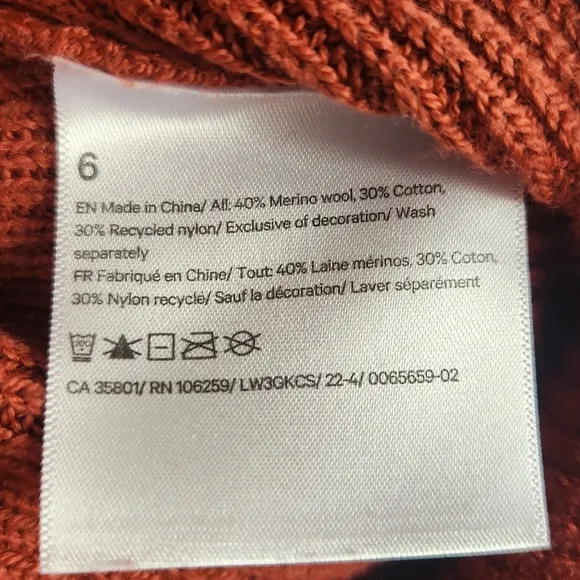 6
EN Made in China/ All: 40% Merino wool, 30% Cotton,
30% Recycled nylon/ Exclusive of decoration/ Wash
separately
FR Fabriqué en Chine/ Tout: 40% Laine mérinos, 30% Coton,
30% Nylon recyclé/ Sauf la décoration/ Laver séparément
CA 35801/ RN 106259/ LW3GKCS/ 22-4/ 0065659-02